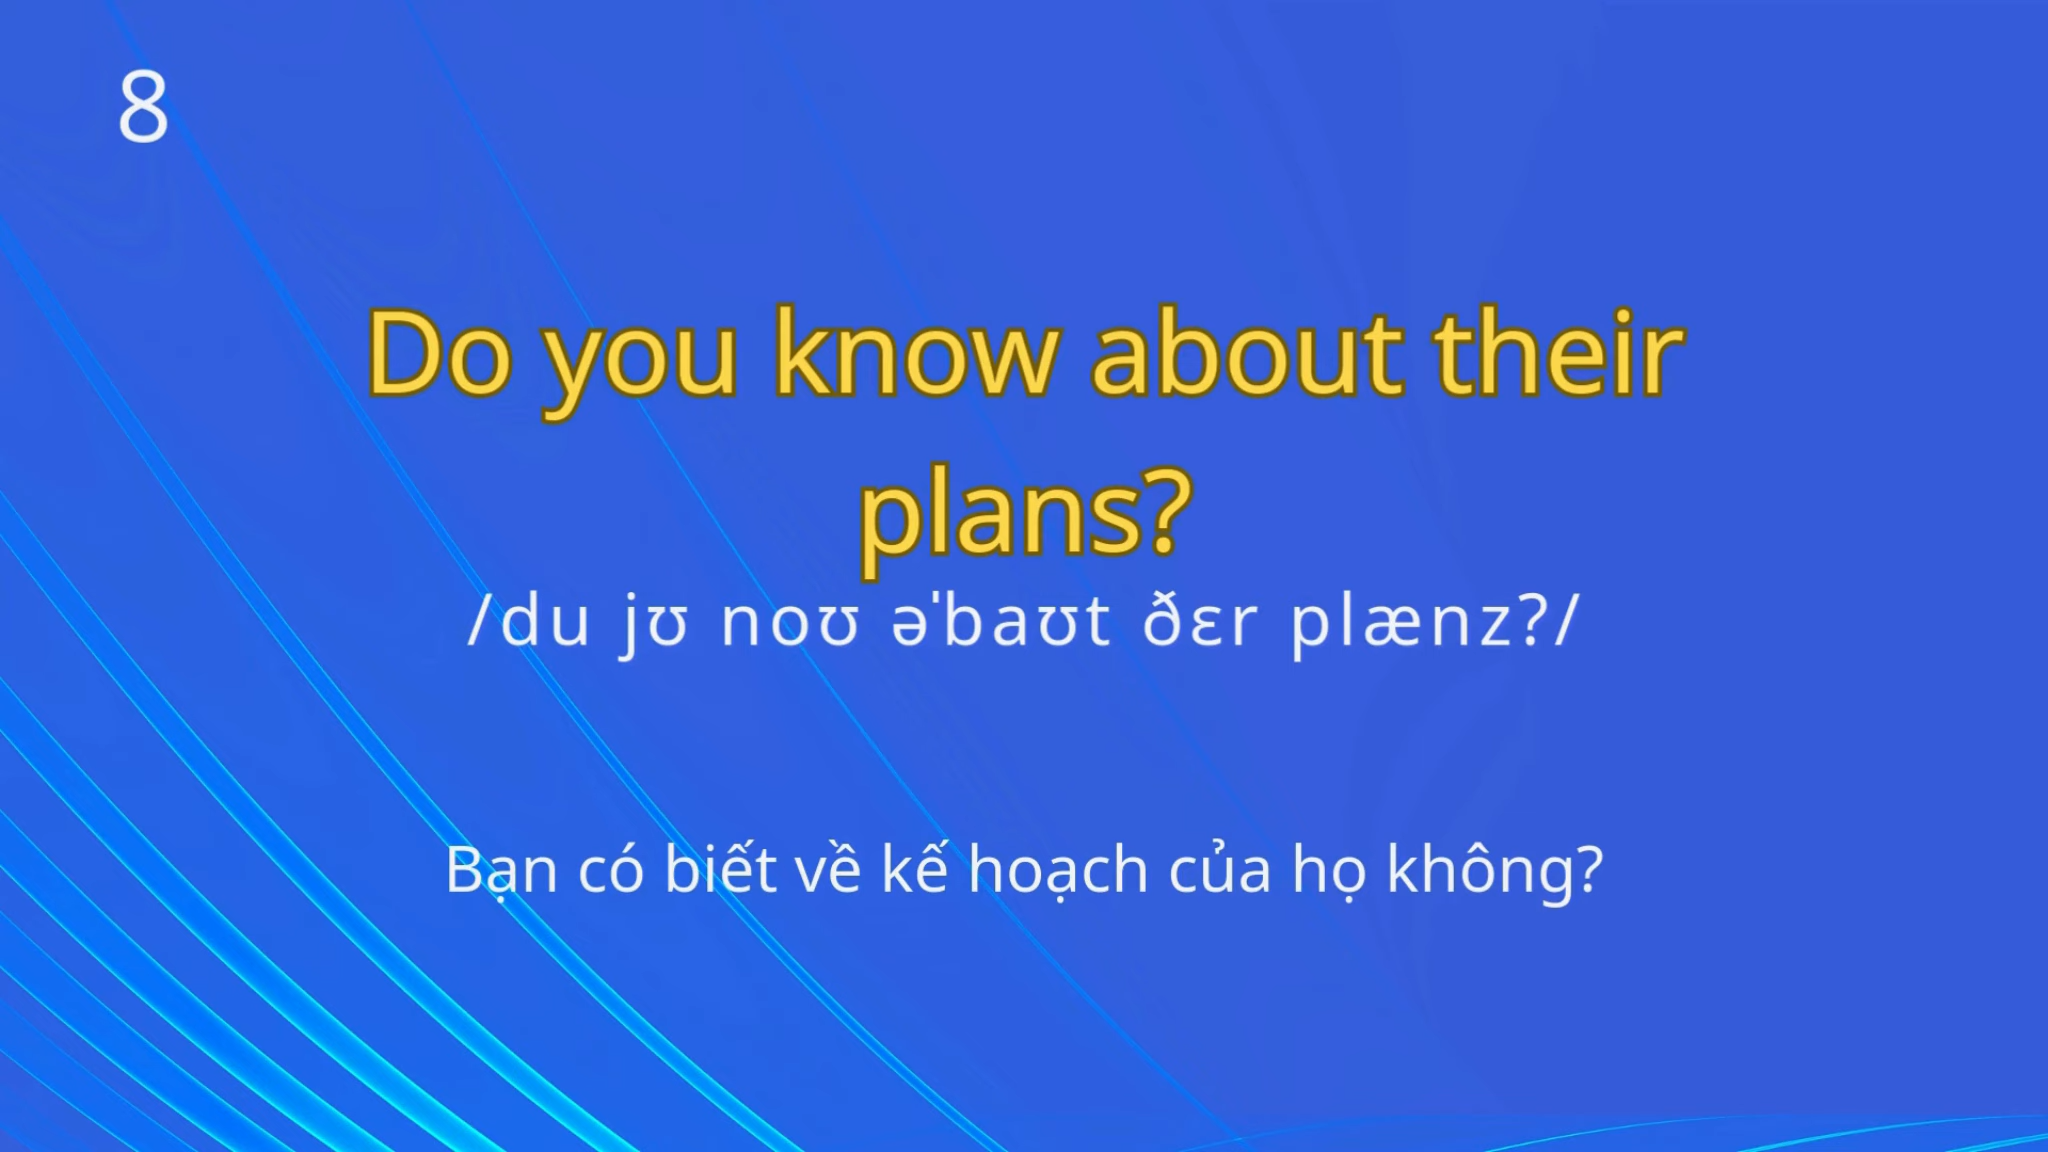 8
Do you know about their
plans?
/du jʊ noʊ əˈbaʊt ðɛr plænz?/
Bạn có biết về kế hoạch của họ không?